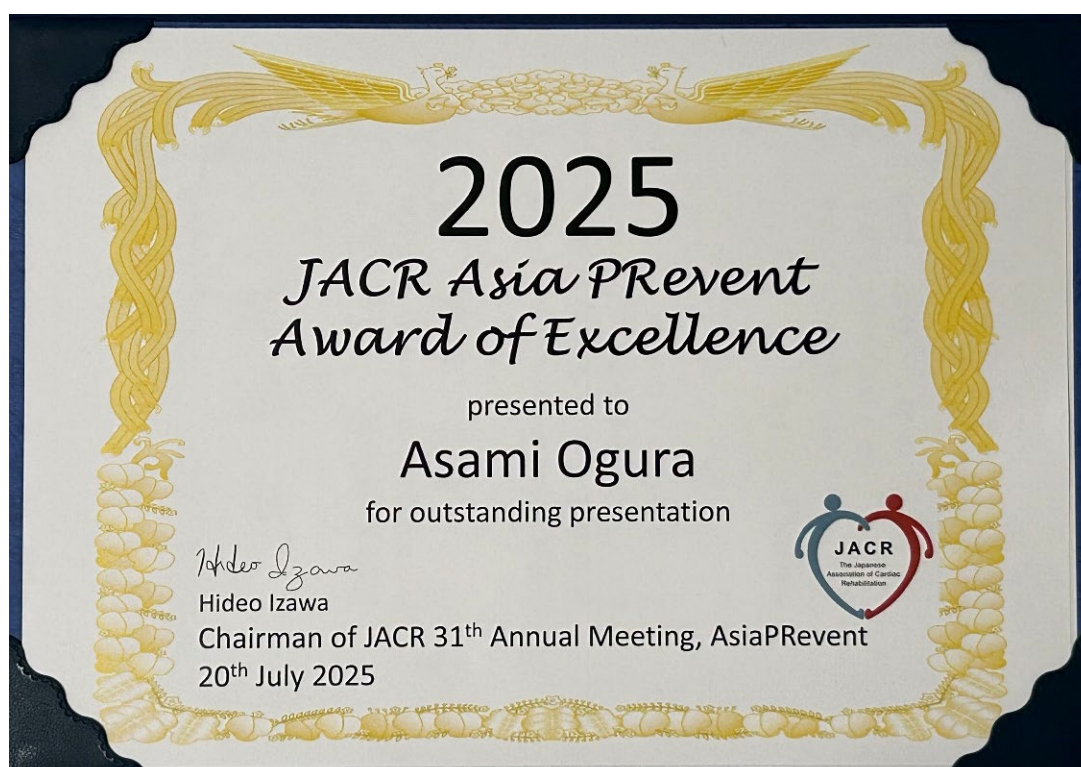 2025
JACR Asia PRevent
Award of Excellence
presented to
Asami Ogura
for outstanding presentation
JACR
The Japanese
Association of Cardiac
Rehabilitation
Hideo Izawa
Hideo Izawa
Chairman of JACR 31th Annual Meeting, AsiaPRevent
20th July 2025